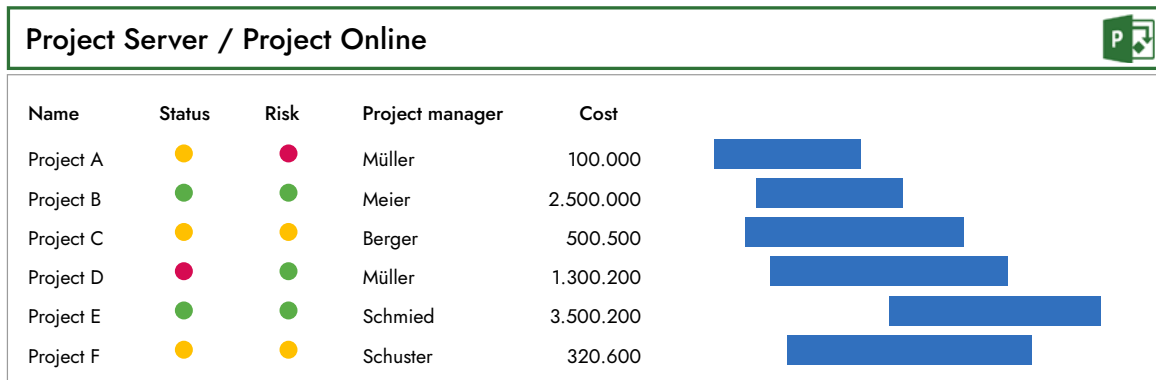 Project Server / Project Online
P
Name Status Risk Project manager Cost
Project A Müller 100.000
Project B Meier 2.500.000
Project C Berger 500.500
Project D Müller 1.300.200
Project E Schmied 3.500.200
Project F Schuster 320.600